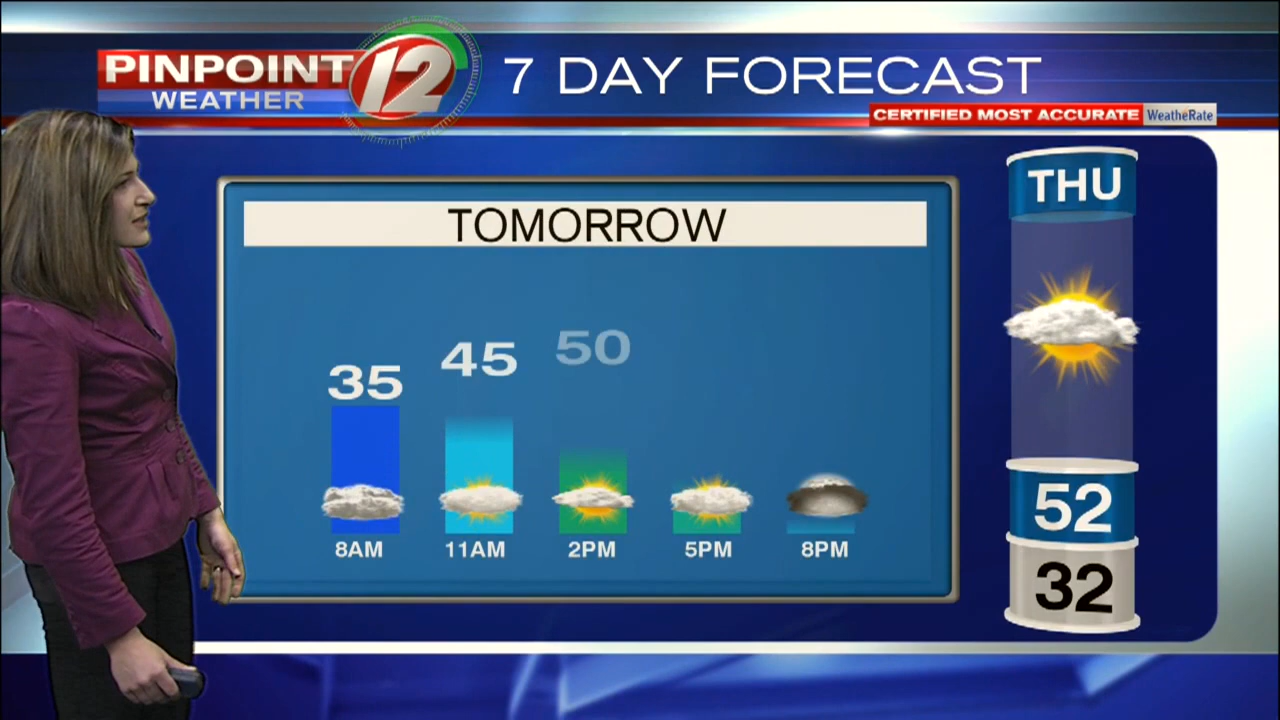 PINPOINT 12
WEATHER
7 DAY FORECAST
CERTIFIED MOST ACCURATE WeatheRate
THU
TOMORROW
35 45 50
8AM 11AM 2PM 5PM 8PM
52
32